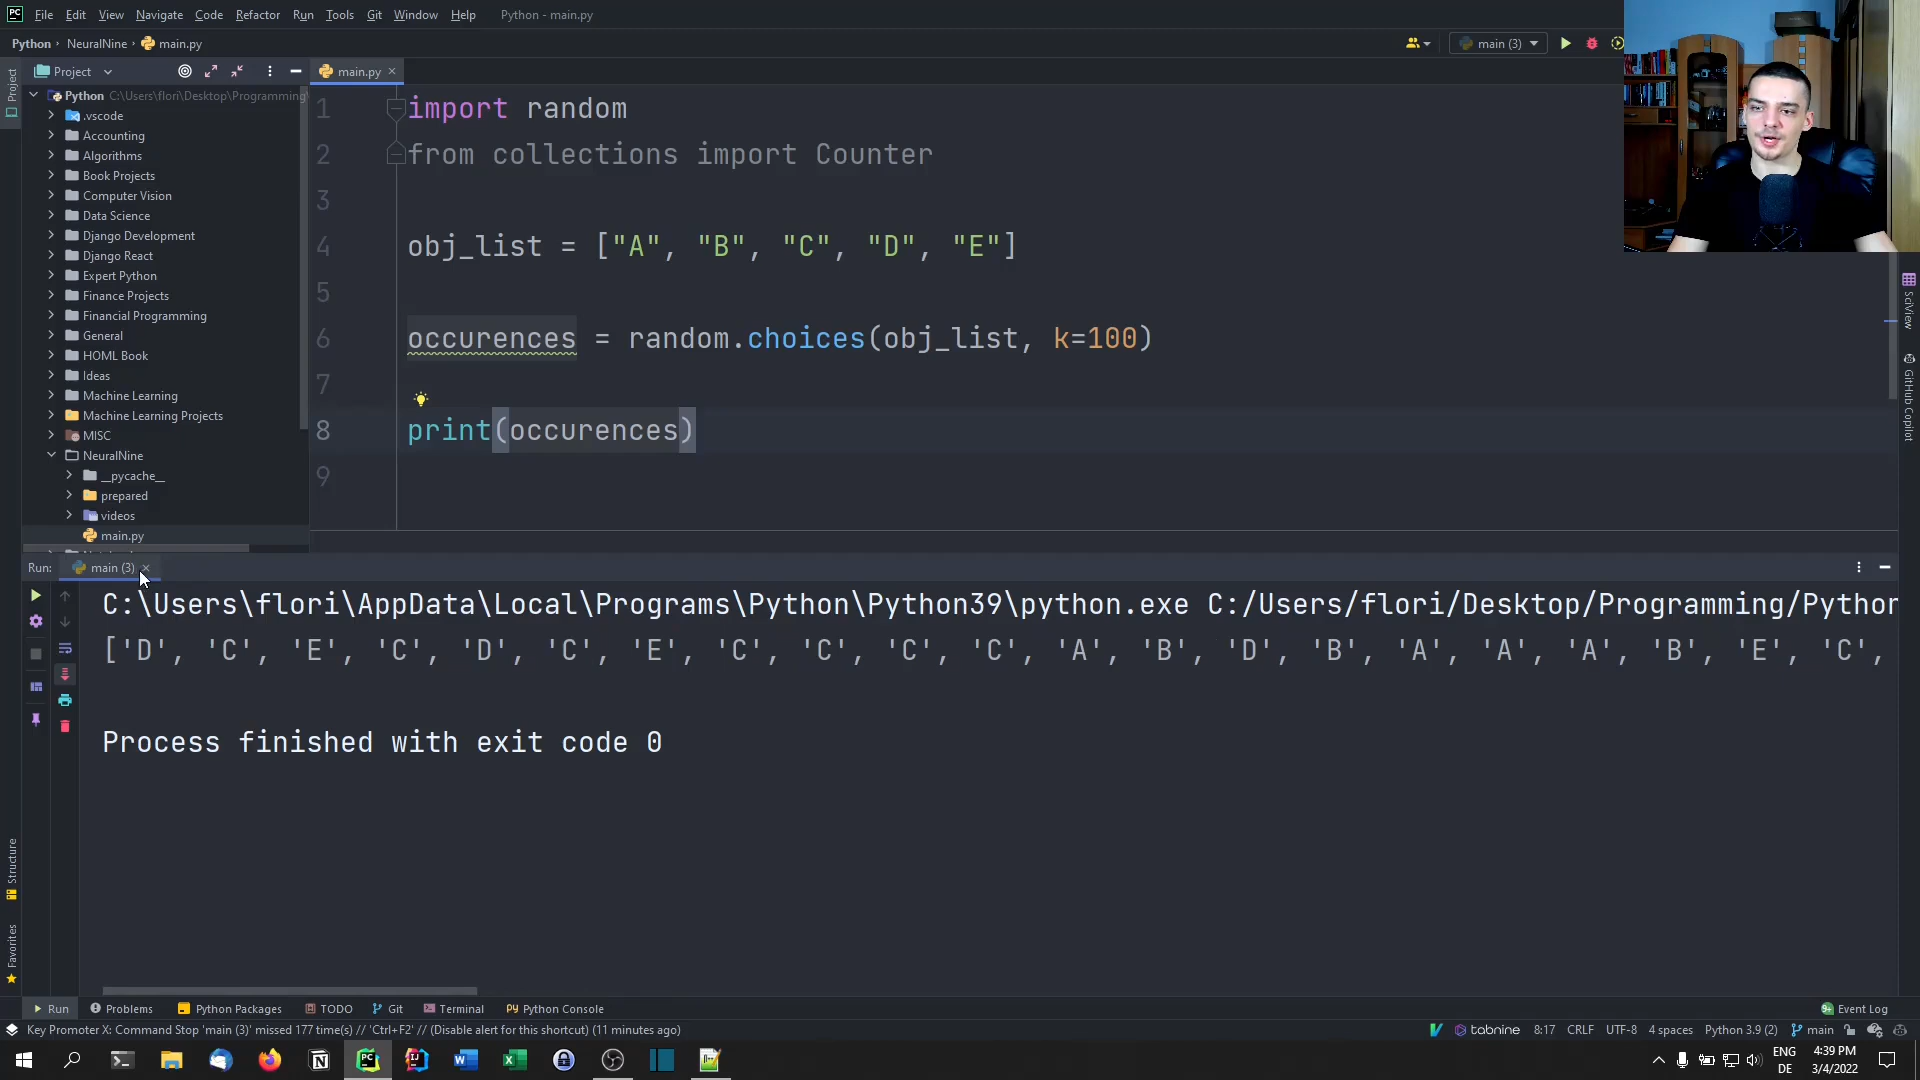 PC File Edit View Navigate Code Refactor Run Tools Git Window Help Python - main.py
Python NeuralNine main.py main (3)
Project main.py
Project
Python C:\Users\flori\Desktop\Programming\
.vscode
Accounting
Algorithms
Book Projects
Computer Vision
Data Science
Django Development
Django React
Expert Python
Finance Projects
Financial Programming
General
HOML Book
Ideas
Machine Learning
Machine Learning Projects
MISC
NeuralNine
__pycache__
prepared
videos
main.py
1 import random
2 from collections import Counter
3
4 obj_list = ["A", "B", "C", "D", "E"]
5
6 occurences = random.choices(obj_list, k=100)
7
8 print(occurences)
9
SciView
GitHub Copilot
Run: main (3)
C:\Users\flori\AppData\Local\Programs\Python\Python39\python.exe C:/Users/flori/Desktop/Programming/Python
['D', 'C', 'E', 'C', 'D', 'C', 'E', 'C', 'C', 'C', 'C', 'A', 'B', 'D', 'B', 'A', 'A', 'A', 'B', 'E', 'C',
Process finished with exit code 0
Structure
Favorites
Run Problems Python Packages TODO Git Terminal Python Console Event Log
Key Promoter X: Command Stop 'main (3)' missed 177 time(s) // 'Ctrl+F2' // (Disable alert for this shortcut) (11 minutes ago) tabnine 8:17 CRLF UTF-8 4 spaces Python 3.9 (2) main
ENG 4:39 PM
DE 3/4/2022